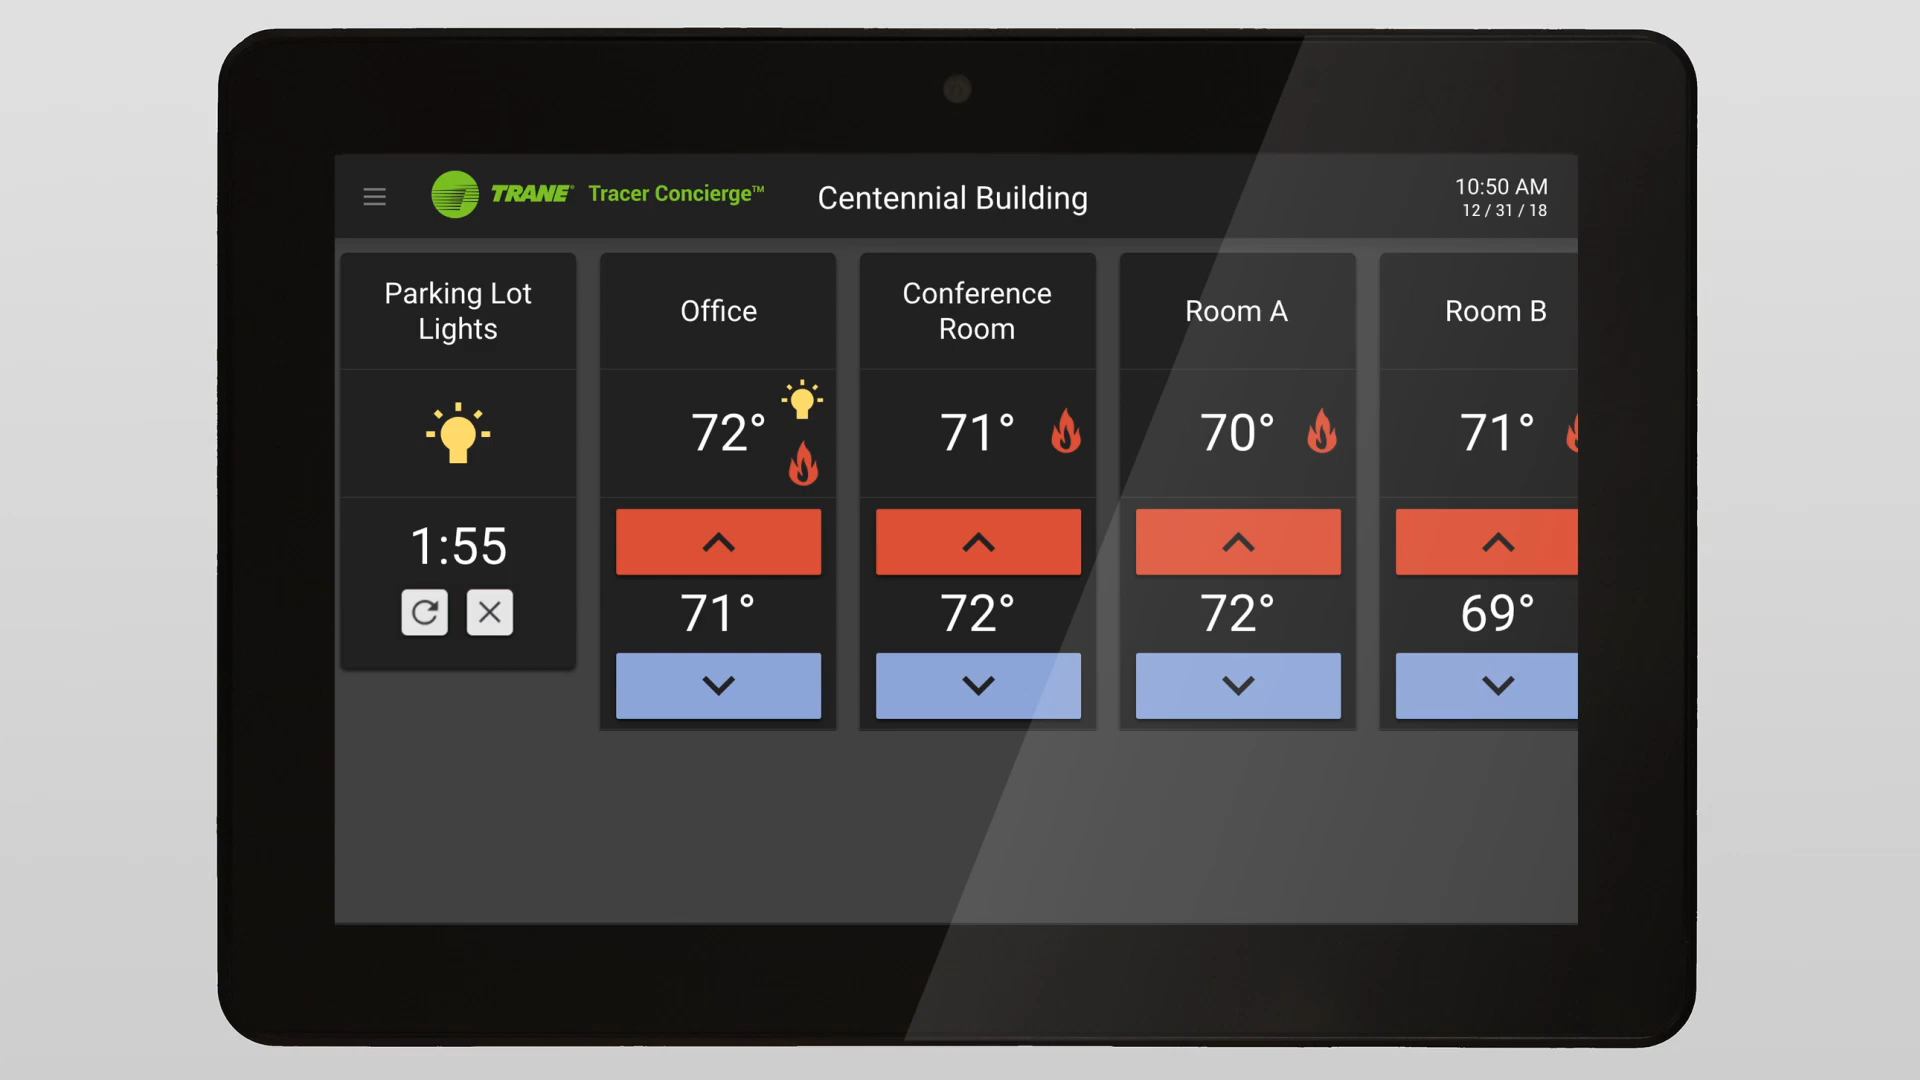 TRANE® Tracer Concierge™
Centennial Building
10:50 AM
12 / 31 / 18
Parking Lot
Lights
1:55
Office
72°
71°
Conference
Room
71°
72°
Room A
70°
72°
Room B
71°
69°